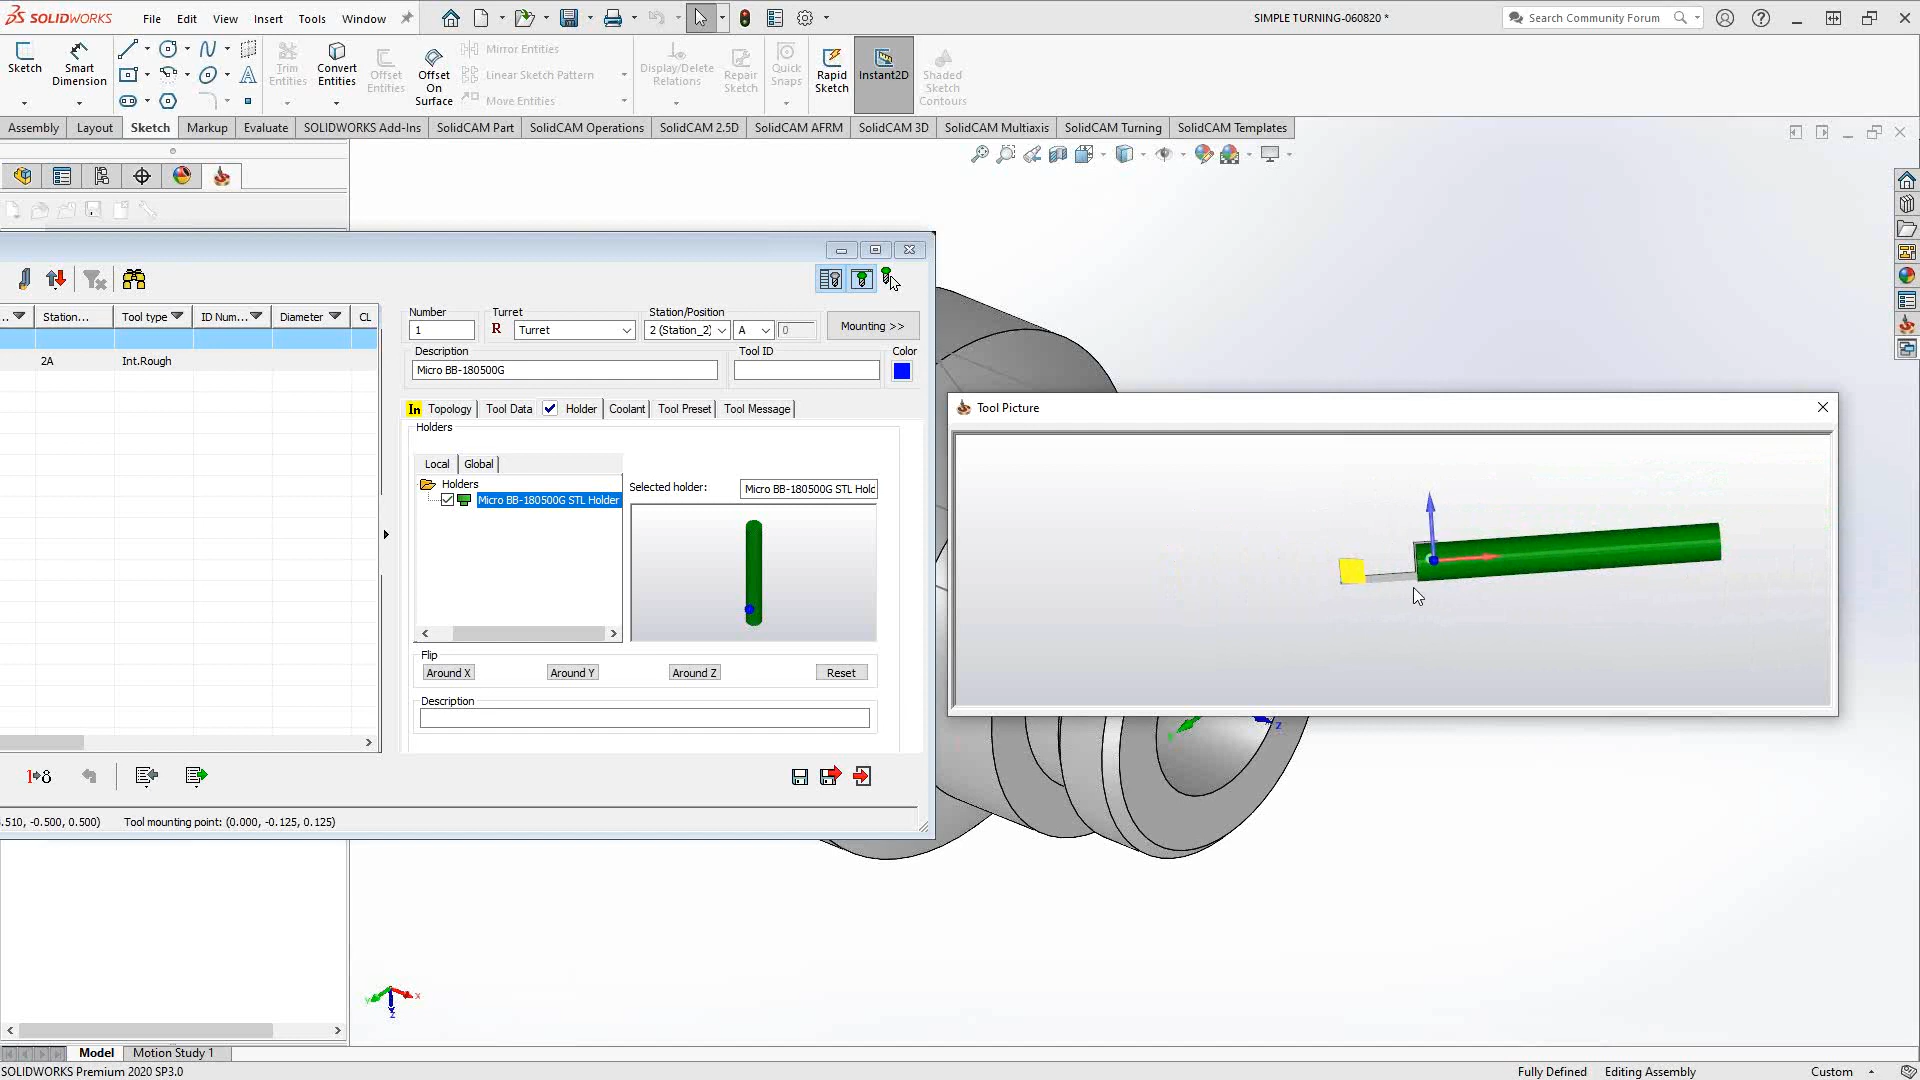 SOLIDWORKS File Edit View Insert Tools Window SIMPLE TURNING-060820 * Search Community Forum
Sketch Smart Dimension Trim Entities Convert Entities Offset Entities Offset On Surface Mirror Entities Linear Sketch Pattern Move Entities Display/Delete Relations Repair Sketch Quick Snaps Rapid Sketch Instant2D Shaded Sketch Contours
Assembly Layout Sketch Markup Evaluate SOLIDWORKS Add-Ins SolidCAM Part SolidCAM Operations SolidCAM 2.5D SolidCAM AFRM SolidCAM 3D SolidCAM Multiaxis SolidCAM Turning SolidCAM Templates
.. Station... Tool type ID Num... Diameter CL
2A Int.Rough
Number Turret Station/Position
1 R Turret 2 (Station_2) A 0 Mounting >>
Description Tool ID Color
Micro BB-180500G
In Topology Tool Data Holder Coolant Tool Preset Tool Message
Holders
Local Global
Holders
Micro BB-180500G STL Holder
Selected holder: Micro BB-180500G STL Hold
Flip
Around X Around Y Around Z Reset
Description
.510, -0.500, 0.500) Tool mounting point: (0.000, -0.125, 0.125)
Tool Picture
Z
Y X
Z
Model Motion Study 1
SOLIDWORKS Premium 2020 SP3.0 Fully Defined Editing Assembly Custom